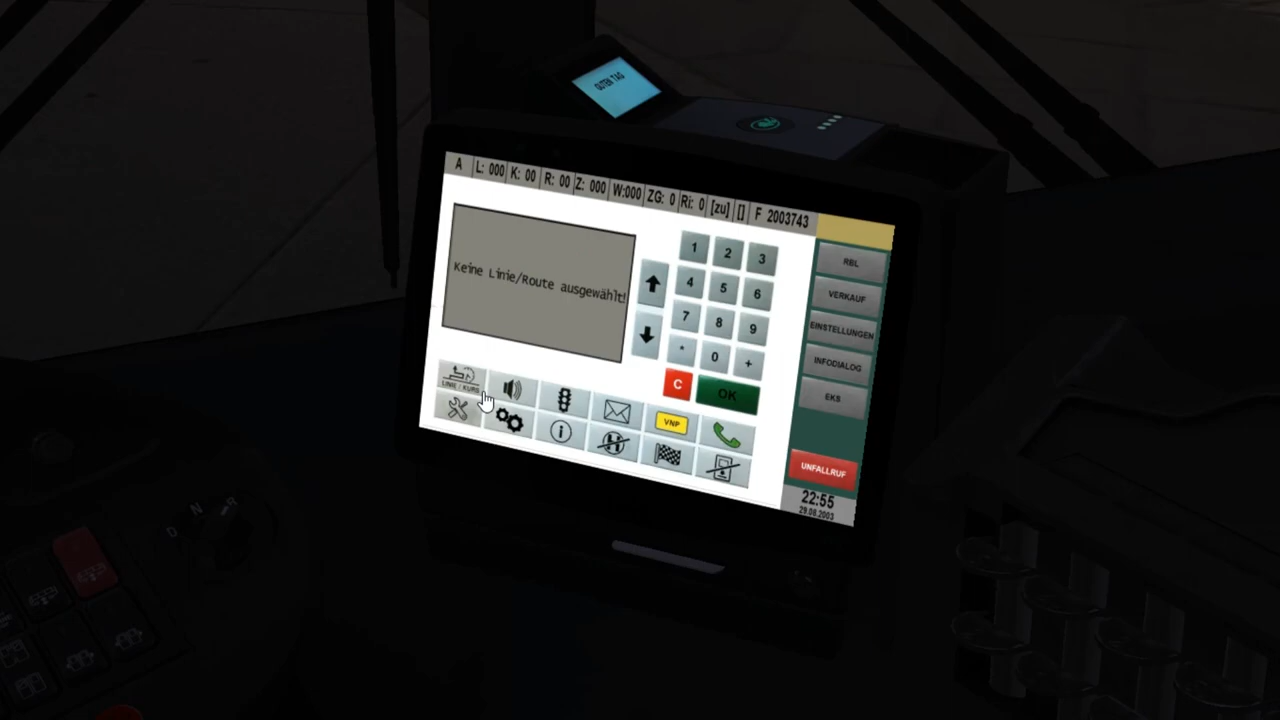 GUTEN TAG
A L: 000 K: 00 R: 00 Z: 000 W:000 ZG: 0 Ri: 0 [zu] [] F 2003743
Keine Linie/Route ausgewählt!
1 2 3
4 5 6
7 8 9
* 0 +
C OK
RBL
VERKAUF
EINSTELLUNGEN
INFODIALOG
EKS
UNFALLRUF
LINIE / KURS
VNP
i
H
22:55
29.08.2003
D N R